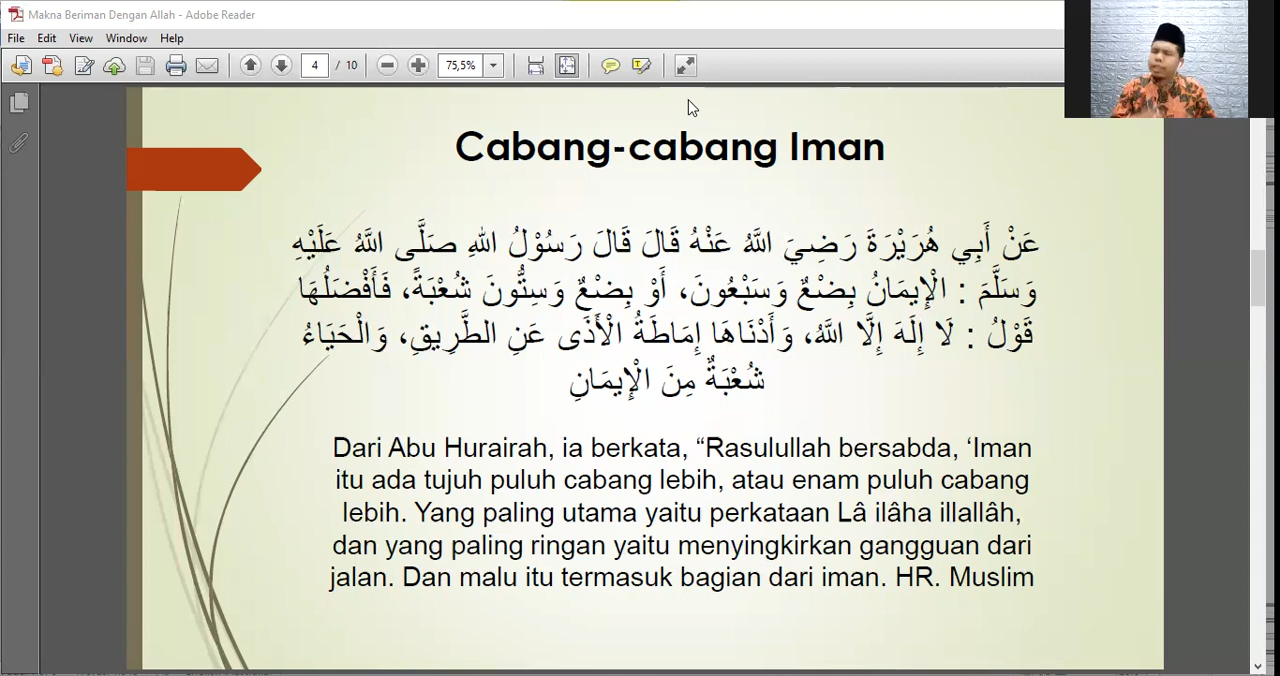 Makna Beriman Dengan Allah - Adobe Reader
File Edit View Window Help
4 / 10 75,5%
Cabang-cabang Iman
عَنْ أَبِي هُرَيْرَةَ رَضِيَ اللَّهُ عَنْهُ قَالَ قَالَ رَسُوْلُ اللهِ صَلَّى اللَّهُ عَلَيْهِ
وَسَلَّمَ : الْإِيمَانُ بِضْعٌ وَسَبْعُونَ، أَوْ بِضْعٌ وَسِتُّونَ شُعْبَةً، فَأَفْضَلُهَا
قَوْلُ : لَا إِلَهَ إِلَّا اللَّهُ، وَأَدْنَاهَا إِمَاطَةُ الْأَذَى عَنِ الطَّرِيقِ، وَالْحَيَاءُ
شُعْبَةٌ مِنَ الْإِيمَانِ
Dari Abu Hurairah, ia berkata, “Rasulullah bersabda, ‘Iman
itu ada tujuh puluh cabang lebih, atau enam puluh cabang
lebih. Yang paling utama yaitu perkataan Lâ ilâha illallâh,
dan yang paling ringan yaitu menyingkirkan gangguan dari
jalan. Dan malu itu termasuk bagian dari iman. HR. Muslim